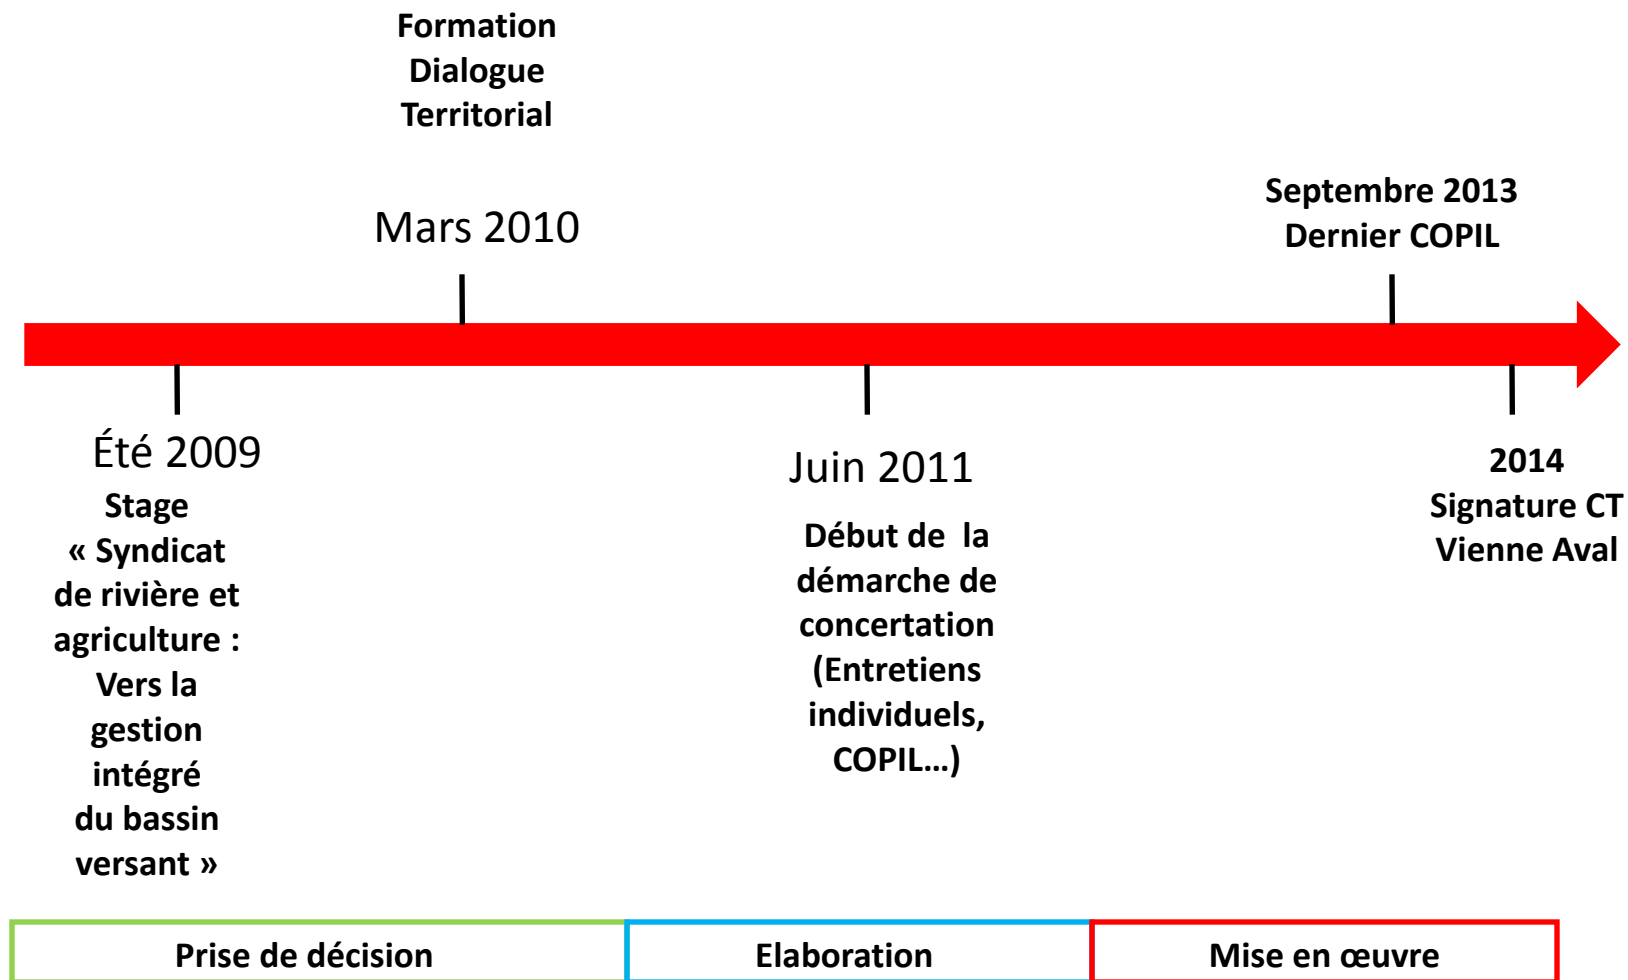 Formation
Dialogue
Territorial
Mars 2010
Septembre 2013
Dernier COPIL
Été 2009
Stage
« Syndicat
de rivière et
agriculture :
Vers la
gestion
intégré
du bassin
versant »
Juin 2011
Début de  la
démarche de
concertation
(Entretiens
individuels,
COPIL…)
2014
Signature CT
Vienne Aval
Prise de décision
Elaboration
Mise en œuvre